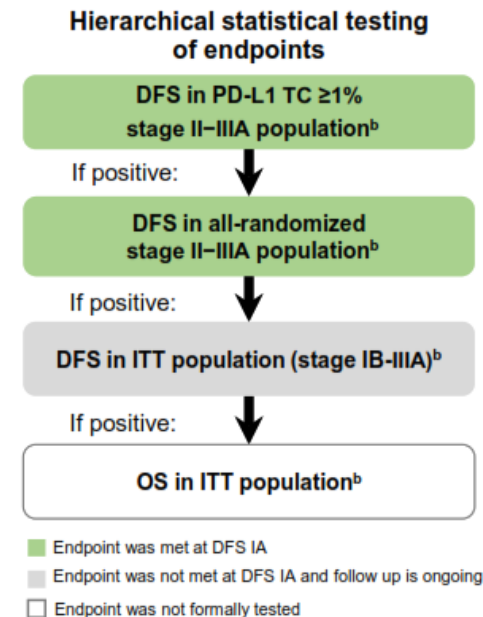 Hierarchical statistical testing
of endpoints
DFS in PD-L1 TC ≥1%
stage II−IIIA populationᵇ
If positive:
DFS in all-randomized
stage II−IIIA populationᵇ
If positive:
DFS in ITT population (stage IB-IIIA)ᵇ
If positive:
OS in ITT populationᵇ
Endpoint was met at DFS IA
Endpoint was not met at DFS IA and follow up is ongoing
Endpoint was not formally tested